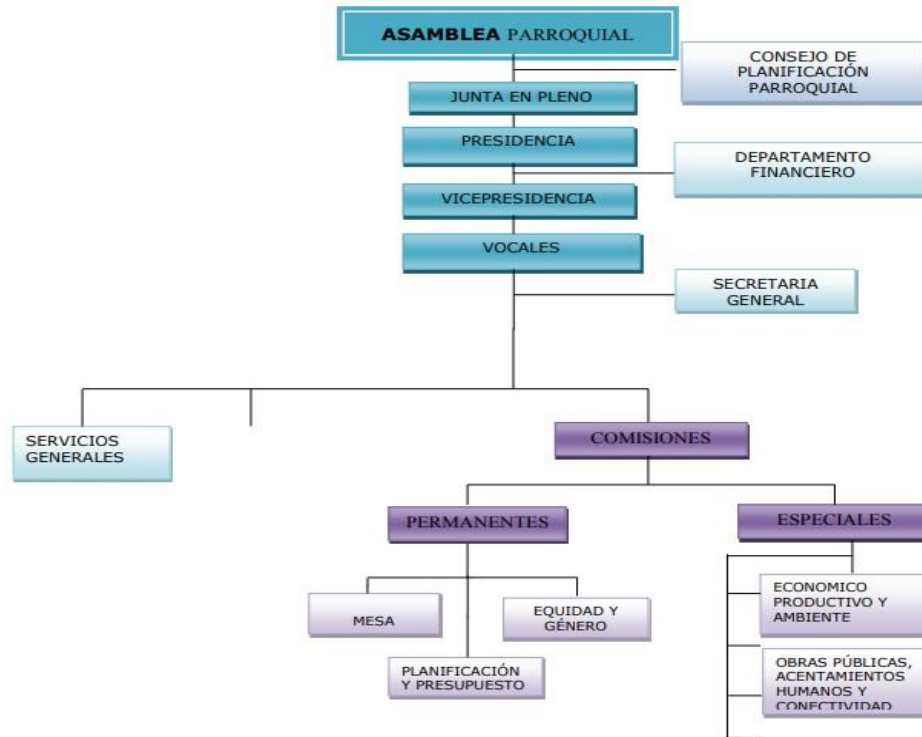 ASAMBLEA PARROQUIAL
CONSEJO DE
PLANIFICACIÓN
PARROQUIAL
JUNTA EN PLENO
PRESIDENCIA
DEPARTAMENTO
FINANCIERO
VICEPRESIDENCIA
VOCALES
SECRETARIA
GENERAL
SERVICIOS
GENERALES
COMISIONES
PERMANENTES
ESPECIALES
MESA
EQUIDAD Y
GÉNERO
PLANIFICACIÓN
Y PRESUPUESTO
ECONOMICO
PRODUCTIVO Y
AMBIENTE
OBRAS PÚBLICAS,
ACENTAMIENTOS
HUMANOS Y
CONECTIVIDAD